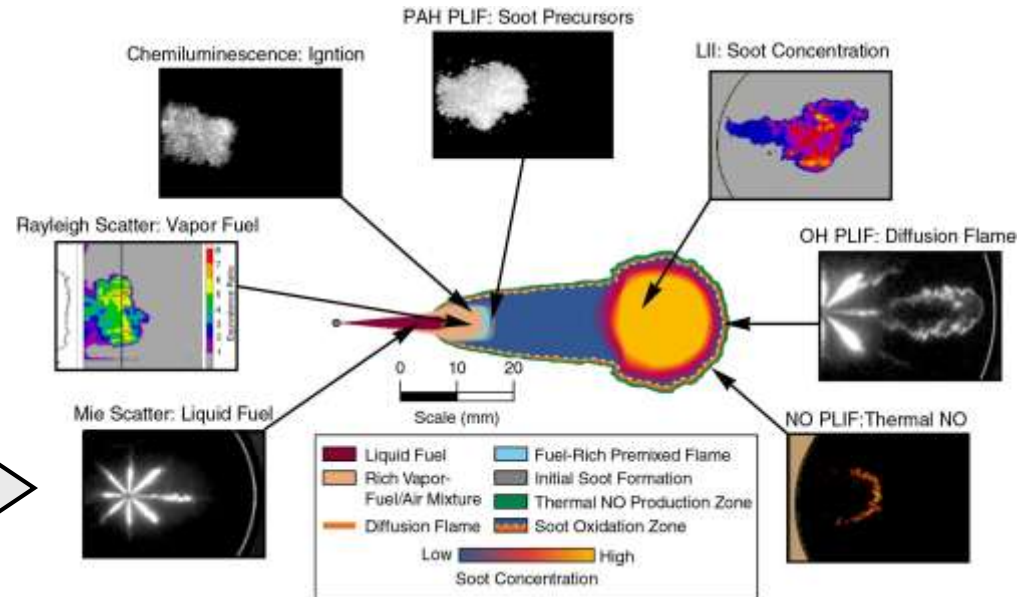 PAH PLIF: Soot Precursors
Chemiluminescence: Igntion
LII: Soot Concentration
Rayleigh Scatter: Vapor Fuel
OH PLIF: Diffusion Flame
0 10 20
Scale (mm)
Mie Scatter: Liquid Fuel
NO PLIF:Thermal NO
Liquid Fuel
Rich Vapor-
Fuel/Air Mixture
Diffusion Flame
Fuel-Rich Premixed Flame
Initial Soot Formation
Thermal NO Production Zone
Soot Oxidation Zone
Low High
Soot Concentration